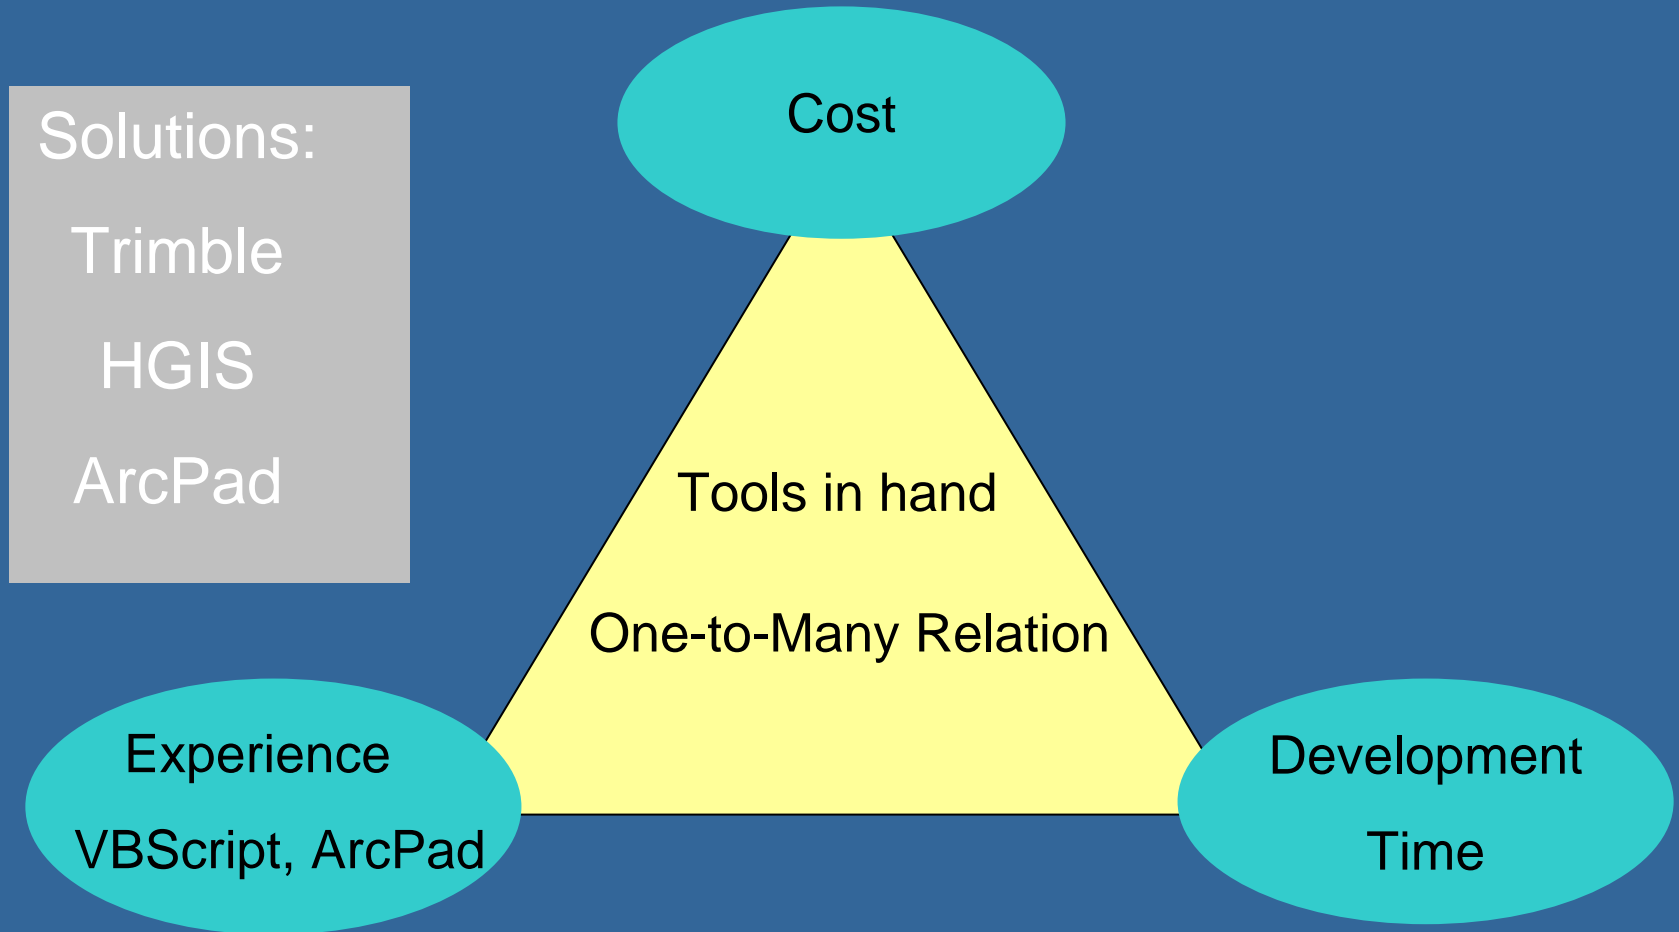 Solutions:
Trimble
HGIS
ArcPad
Cost
Tools in hand
One-to-Many Relation
Experience
VBScript, ArcPad
Development
Time